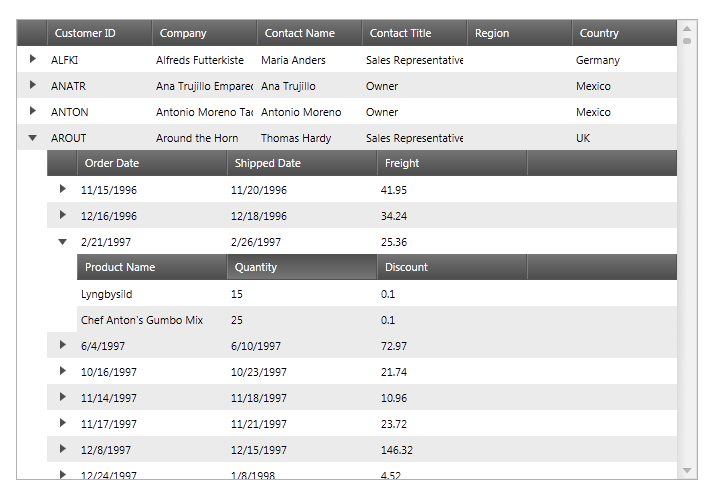 Customer ID Company Contact Name Contact Title Region Country
ALFKI Alfreds Futterkiste Maria Anders Sales Representative Germany
ANATR Ana Trujillo Empared Ana Trujillo Owner Mexico
ANTON Antonio Moreno Tac Antonio Moreno Owner Mexico
AROUT Around the Horn Thomas Hardy Sales Representative UK
Order Date Shipped Date Freight
11/15/1996 11/20/1996 41.95
12/16/1996 12/18/1996 34.24
2/21/1997 2/26/1997 25.36
Product Name Quantity Discount
Lyngbysild 15 0.1
Chef Anton's Gumbo Mix 25 0.1
6/4/1997 6/10/1997 72.97
10/16/1997 10/23/1997 21.74
11/14/1997 11/18/1997 10.96
11/17/1997 11/21/1997 23.72
12/8/1997 12/15/1997 146.32
12/24/1997 1/8/1998 4.52